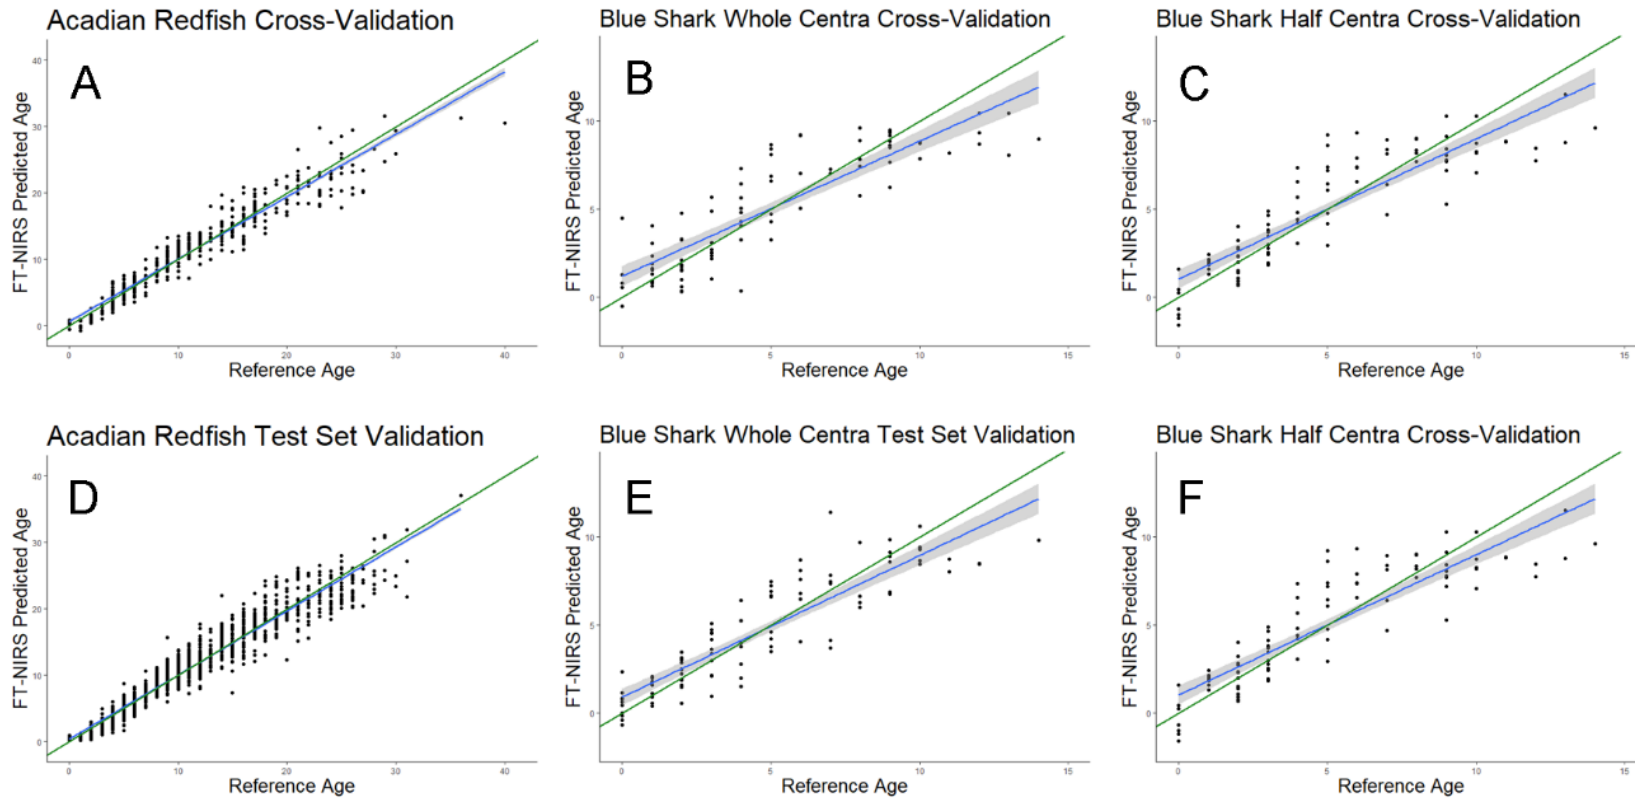 Acadian Redfish Cross-Validation
A
FT-NIRS Predicted Age
40
30
20
10
0
0 10 20 30 40
Reference Age
Blue Shark Whole Centra Cross-Validation
B
FT-NIRS Predicted Age
10
5
0
0 5 10 15
Reference Age
Blue Shark Half Centra Cross-Validation
C
FT-NIRS Predicted Age
10
5
0
0 5 10 15
Reference Age
Acadian Redfish Test Set Validation
D
FT-NIRS Predicted Age
40
30
20
10
0
0 10 20 30 40
Reference Age
Blue Shark Whole Centra Test Set Validation
E
FT-NIRS Predicted Age
10
5
0
0 5 10 15
Reference Age
Blue Shark Half Centra Cross-Validation
F
FT-NIRS Predicted Age
10
5
0
0 5 10 15
Reference Age